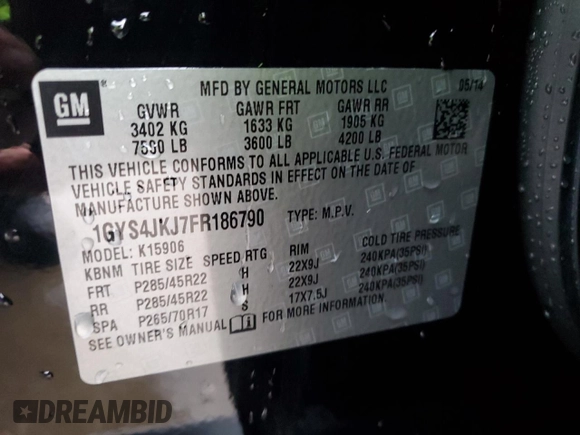 GM
MFD BY GENERAL MOTORS LLC 05/14
GVWR GAWR FRT GAWR RR
3402 KG 1633 KG 1905 KG
7500 LB 3600 LB 4200 LB
THIS VEHICLE CONFORMS TO ALL APPLICABLE U.S. FEDERAL MOTOR
VEHICLE SAFETY STANDARDS IN EFFECT ON THE DATE OF
MANUFACTURE SHOWN ABOVE.
1GYS4JKJ7FR186790 TYPE: M.P.V.
MODEL: K15906
KBNM TIRE SIZE SPEED RTG RIM COLD TIRE PRESSURE
FRT P285/45R22 H 22X9J 240KPA(35PSI)
RR P285/45R22 H 22X9J 240KPA(35PSI)
SPA P265/70R17 S 17X7.5J 240KPA(35PSI)
SEE OWNER'S MANUAL FOR MORE INFORMATION
DREAMBID